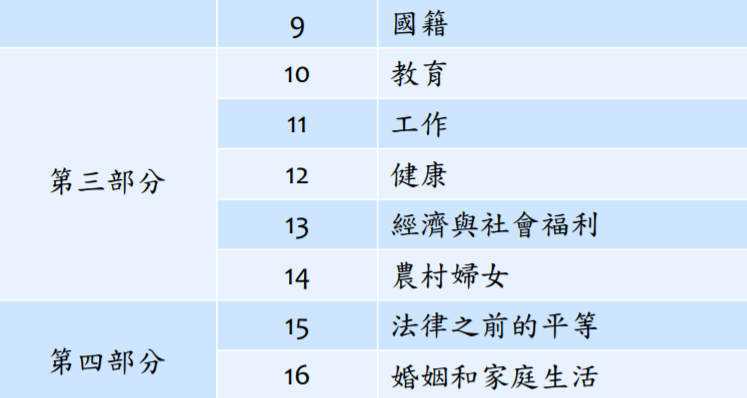 9 國籍
第三部分
10 教育
11 工作
12 健康
13 經濟與社會福利
14 農村婦女
第四部分
15 法律之前的平等
16 婚姻和家庭生活